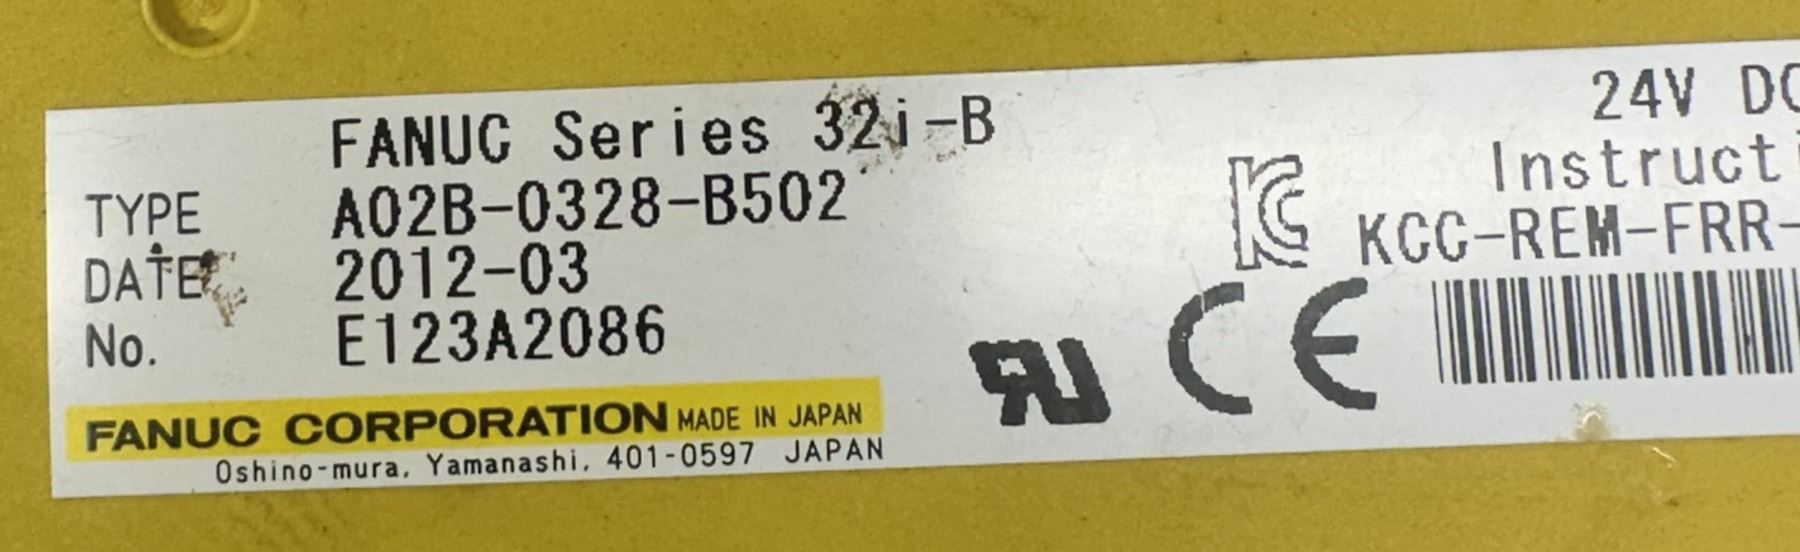 FANUC Series 32i-B
TYPE A02B-0328-B502
DATE 2012-03
No. E123A2086
FANUC CORPORATION MADE IN JAPAN
Oshino-mura, Yamanashi, 401-0597 JAPAN
24V DC
Instructi
KCC-REM-FRR-
CE